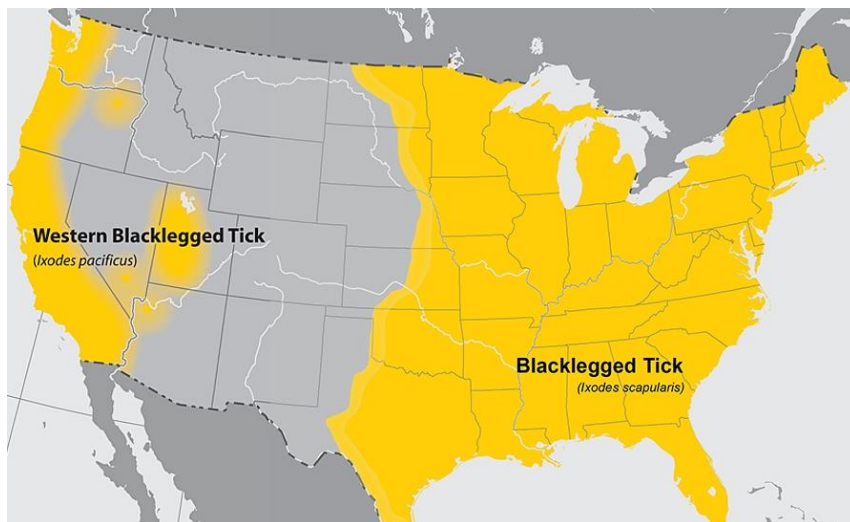 Western Blacklegged Tick
(Ixodes pacificus)
Blacklegged Tick
(Ixodes scapularis)